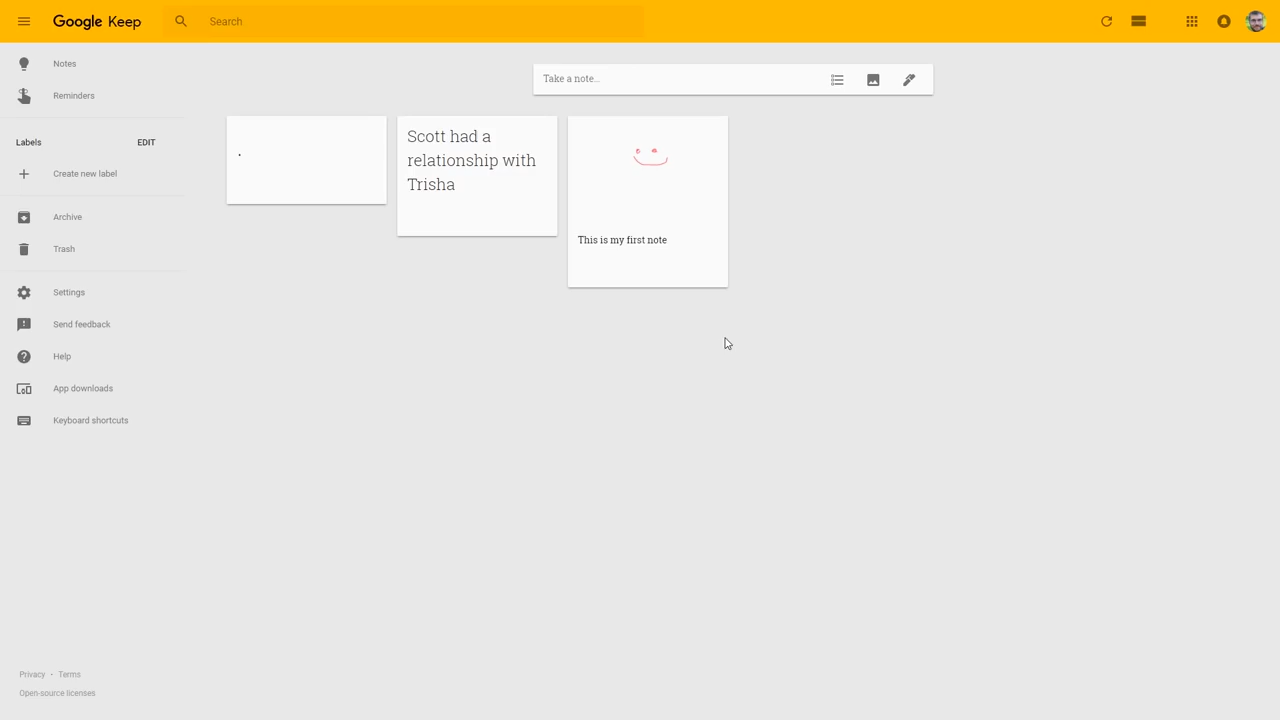 Google Keep
Search
Notes
Reminders
Labels
EDIT
Create new label
Archive
Trash
Settings
Send feedback
Help
App downloads
Keyboard shortcuts
Privacy • Terms
Open-source licenses
Take a note...
.
Scott had a
relationship with
Trisha
This is my first note